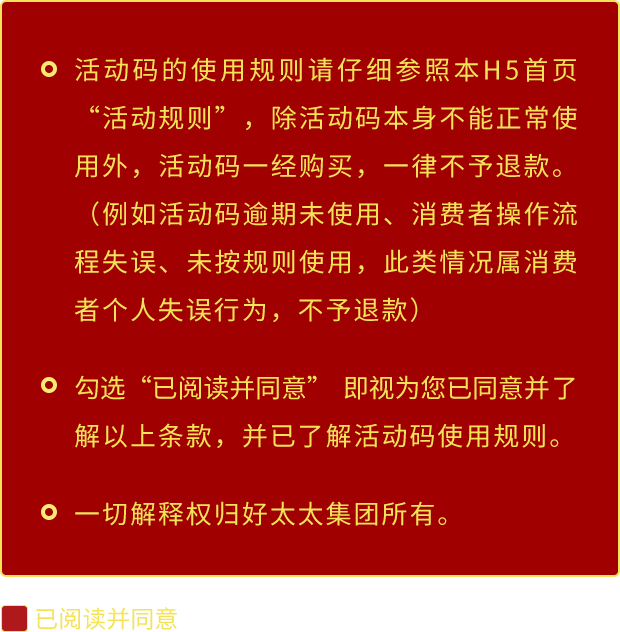 活动码的使用规则请仔细参照本H5首页
“活动规则”，除活动码本身不能正常使
用外，活动码一经购买，一律不予退款。
（例如活动码逾期未使用、消费者操作流
程失误、未按规则使用，此类情况属消费
者个人失误行为，不予退款）
勾选“已阅读并同意” 即视为您已同意并了
解以上条款，并已了解活动码使用规则。
一切解释权归好太太集团所有。
已阅读并同意